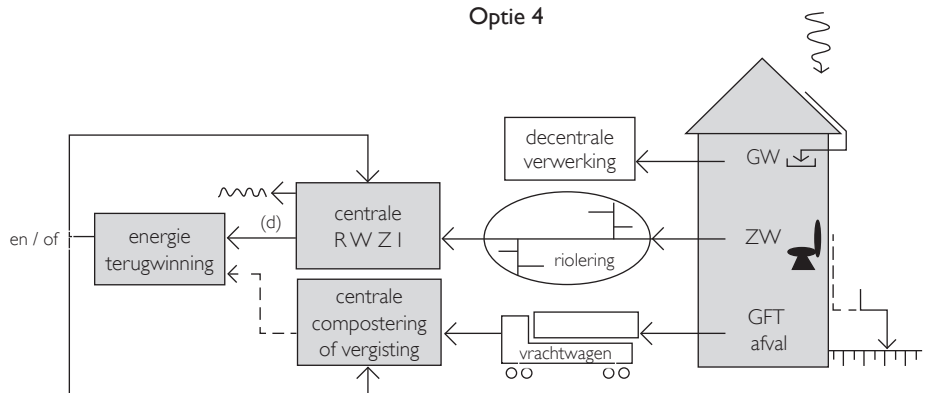 Optie 4
decentrale
verwerking
GW
centrale
RWZI
(d)
en / of
energie
terugwinning
riolering
ZW
centrale
compostering
of vergisting
vrachtwagen
GFT
afval